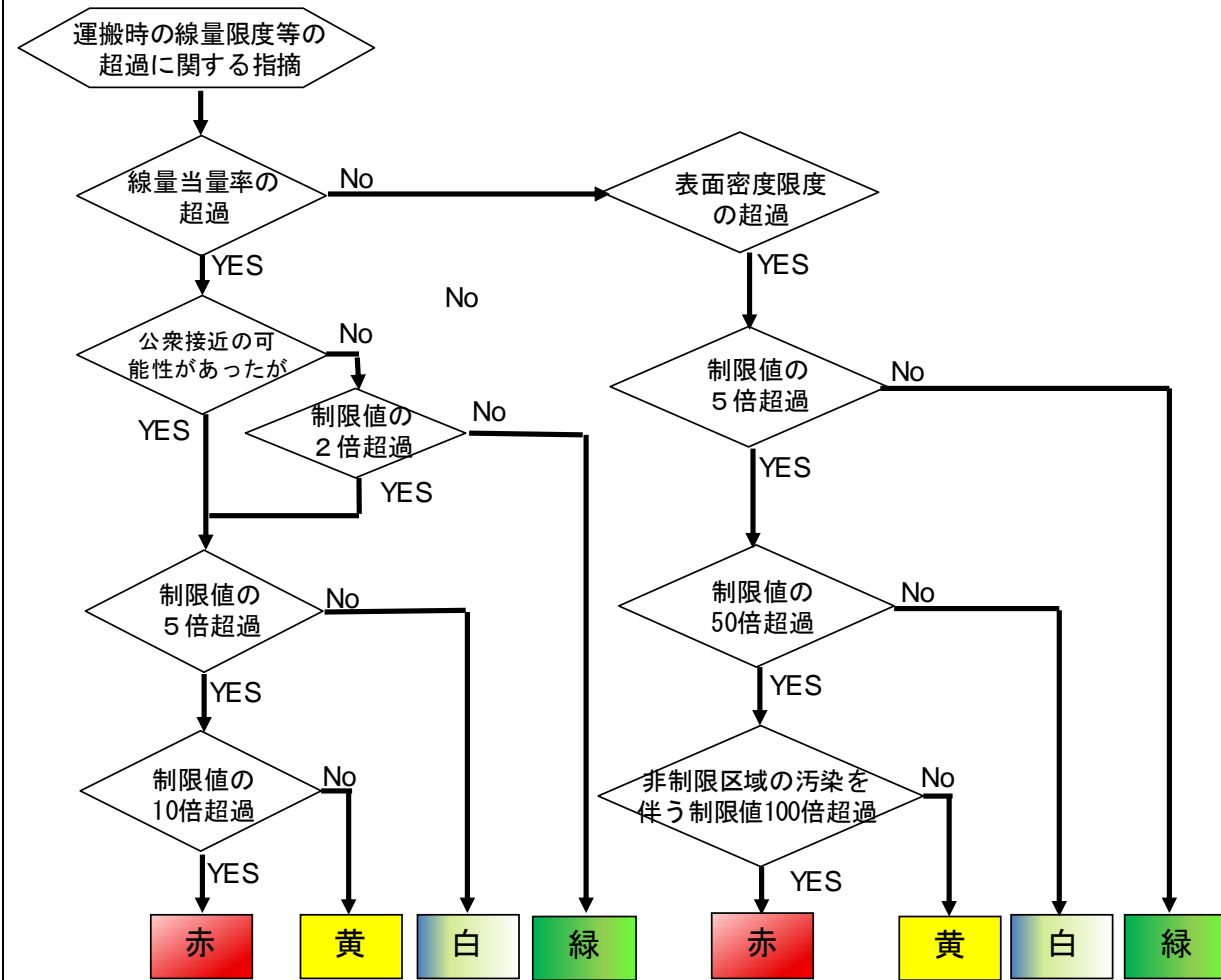 運搬時の線量限度等の
超過に関する指摘
線量当量率の
超過
No
表面密度限度
の超過
YES
YES
No
公衆接近の可
能性があったが
No
制限値の
2倍超過
No
YES
YES
制限値の
5倍超過
No
YES
制限値の
5倍超過
No
制限値の
50倍超過
No
YES
YES
制限値の
10倍超過
No
非制限区域の汚染を
伴う制限値100倍超過
No
YES
YES
赤
黄
白
緑
赤
黄
白
緑